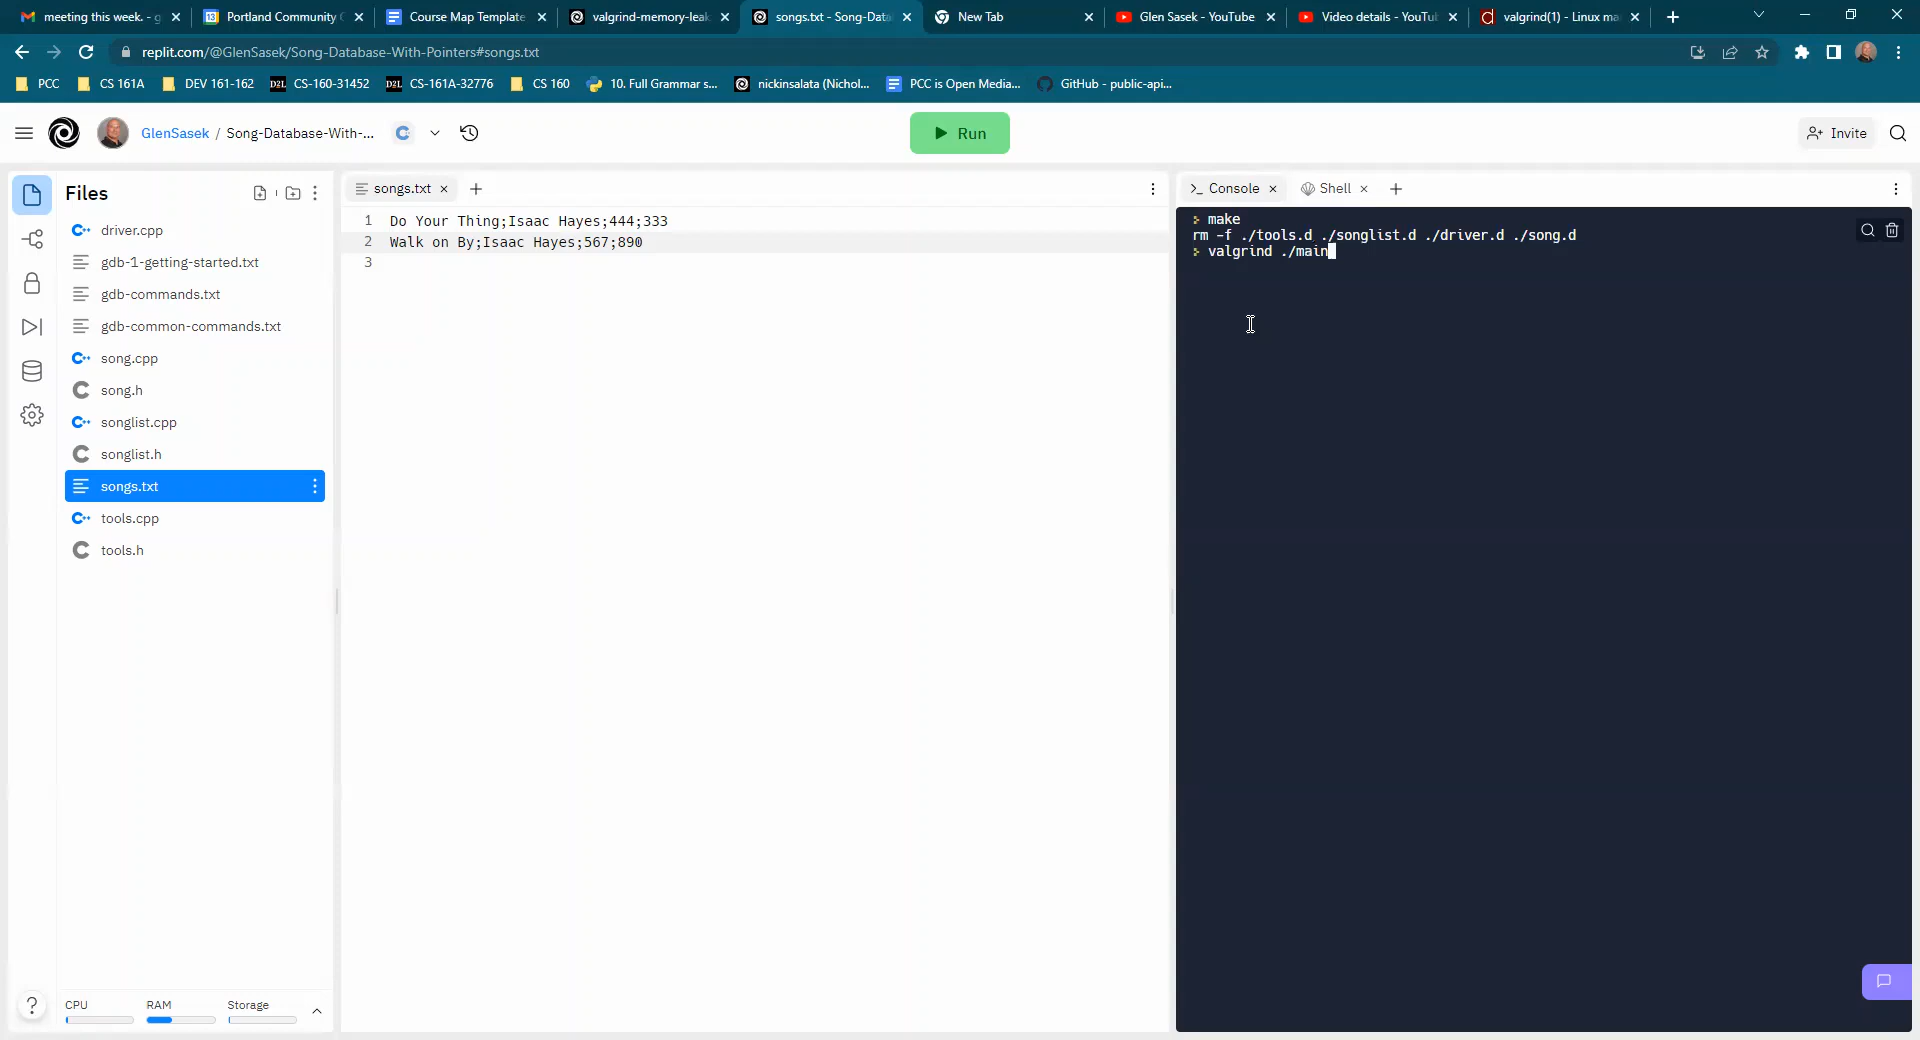 meeting this week. - g
Portland Community C
Course Map Template
valgrind-memory-leak
songs.txt - Song-Data
New Tab
Glen Sasek - YouTube
Video details - YouTub
valgrind(1) - Linux ma
replit.com/@GlenSasek/Song-Database-With-Pointers#songs.txt
PCC
CS 161A
DEV 161-162
D2L CS-160-31452
D2L CS-161A-32776
CS 160
10. Full Grammar s...
nickinsalata (Nichol...
PCC is Open Media...
GitHub - public-api...
GlenSasek / Song-Database-With-...
Run
Invite
Files
driver.cpp
gdb-1-getting-started.txt
gdb-commands.txt
gdb-common-commands.txt
song.cpp
song.h
songlist.cpp
songlist.h
songs.txt
tools.cpp
tools.h
CPU
RAM
Storage
songs.txt
1 Do Your Thing;Isaac Hayes;444;333
2 Walk on By;Isaac Hayes;567;890
3
Console
Shell
> make
rm -f ./tools.d ./songlist.d ./driver.d ./song.d
> valgrind ./main